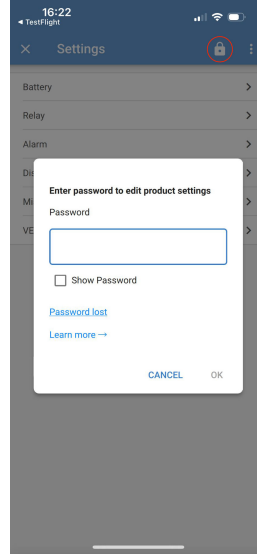 16:22
◄ TestFlight
Settings
Battery
Relay
Alarm
Mi
VE
Enter password to edit product settings
Password
Show Password
Password lost
Learn more →
CANCEL
OK